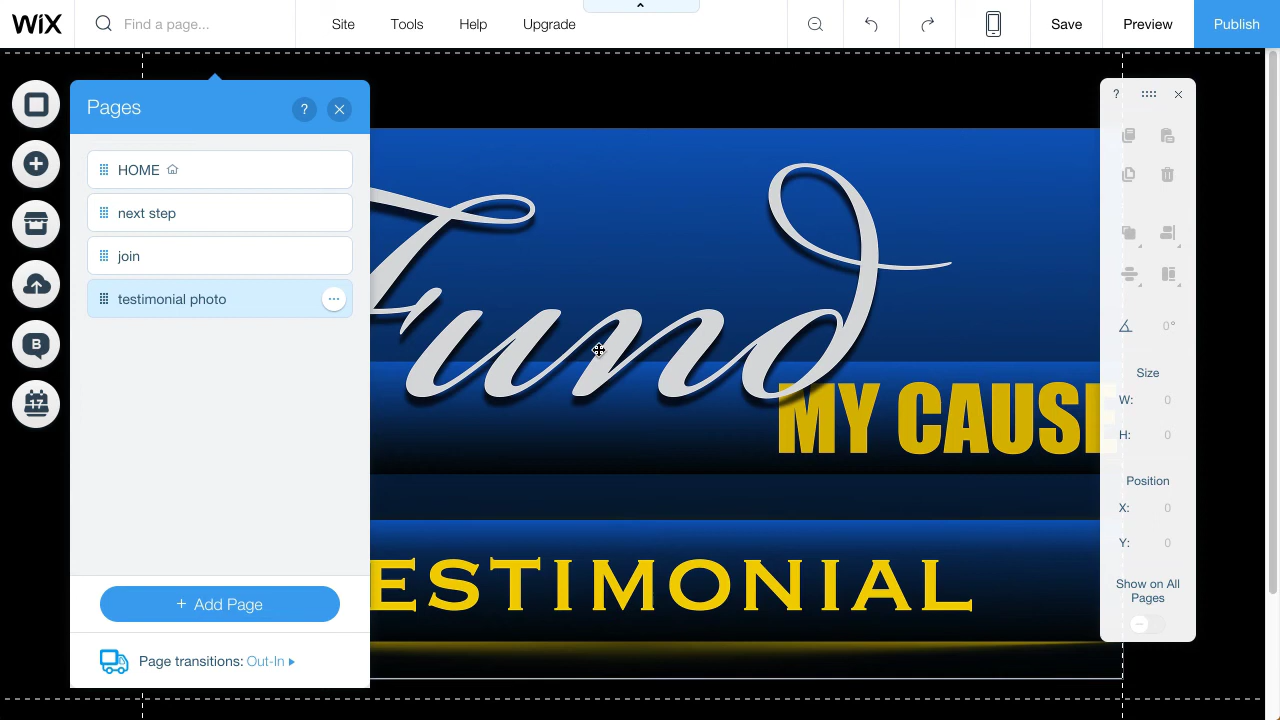 WiX
Find a page...
Site
Tools
Help
Upgrade
Save
Preview
Publish
Pages
?
HOME
next step
join
testimonial photo
B
17
+ Add Page
Page transitions: Out-In
Fund
MY CAUSE
ESTIMONIAL
?
0°
Size
W: 0
H: 0
Position
X: 0
Y: 0
Show on All
Pages